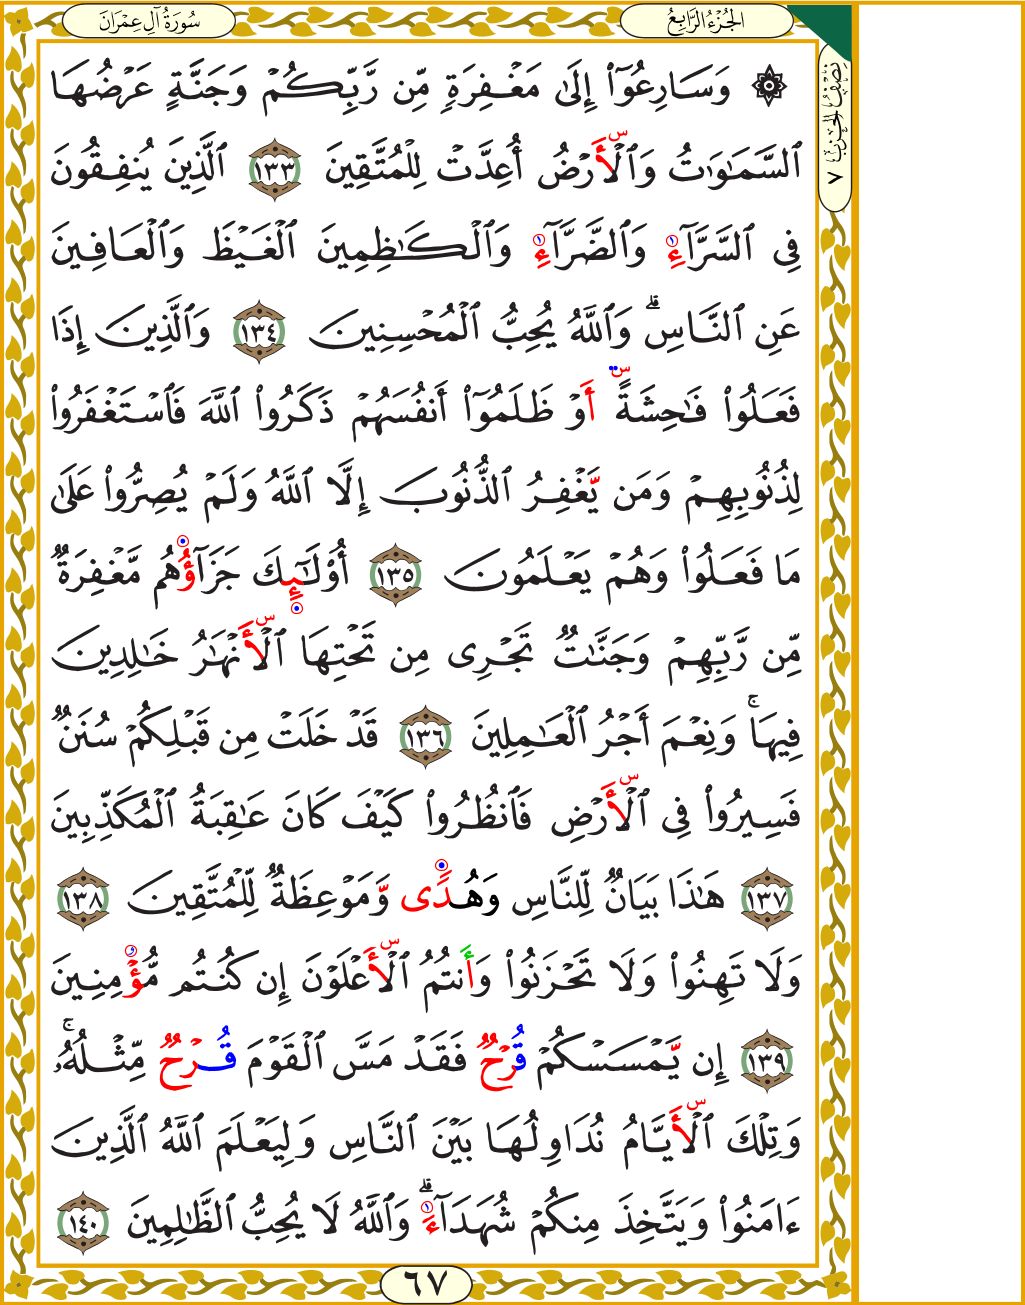 سُورَةُ آلِ عِمْرَانَ
الجُزْءُ الرَّابِعُ
نِصْفُ الحِزْبِ ٧
۞ وَسَارِعُوٓا۟ إِلَىٰ مَغْفِرَةٍ مِّن رَّبِّكُمْ وَجَنَّةٍ عَرْضُهَا
ٱلسَّمَـٰوَٰتُ وَٱلْأَرْضُ أُعِدَّتْ لِلْمُتَّقِينَ ١٣٣ ٱلَّذِينَ يُنفِقُونَ
فِى ٱلسَّرَّآءِ وَٱلضَّرَّآءِ وَٱلْكَـٰظِمِينَ ٱلْغَيْظَ وَٱلْعَافِينَ
عَنِ ٱلنَّاسِ ۗ وَٱللَّهُ يُحِبُّ ٱلْمُحْسِنِينَ ١٣٤ وَٱلَّذِينَ إِذَا
فَعَلُوا۟ فَـٰحِشَةً أَوْ ظَلَمُوٓا۟ أَنفُسَهُمْ ذَكَرُوا۟ ٱللَّهَ فَٱسْتَغْفَرُوا۟
لِذُنُوبِهِمْ وَمَن يَّغْفِرُ ٱلذُّنُوبَ إِلَّا ٱللَّهُ وَلَمْ يُصِرُّوا۟ عَلَىٰ
مَا فَعَلُوا۟ وَهُمْ يَعْلَمُونَ ١٣٥ أُو۟لَـٰٓئِكَ جَزَآؤُهُم مَّغْفِرَةٌ
مِّن رَّبِّهِمْ وَجَنَّـٰتٌ تَجْرِى مِن تَحْتِهَا ٱلْأَنْهَـٰرُ خَـٰلِدِينَ
فِيهَا ۚ وَنِعْمَ أَجْرُ ٱلْعَـٰمِلِينَ ١٣٦ قَدْ خَلَتْ مِن قَبْلِكُمْ سُنَنٌ
فَسِيرُوا۟ فِى ٱلْأَرْضِ فَٱنظُرُوا۟ كَيْفَ كَانَ عَـٰقِبَةُ ٱلْمُكَذِّبِينَ
١٣٧ هَـٰذَا بَيَانٌ لِّلنَّاسِ وَهُدًى وَّمَوْعِظَةٌ لِّلْمُتَّقِينَ ١٣٨
وَلَا تَهِنُوا۟ وَلَا تَحْزَنُوا۟ وَأَنتُمُ ٱلْأَعْلَوْنَ إِن كُنتُم مُّؤْمِنِينَ
١٣٩ إِن يَّمْسَسْكُمْ قُرْحٌ فَقَدْ مَسَّ ٱلْقَوْمَ قُرْحٌ مِّثْلُهُۥ ۚ
وَتِلْكَ ٱلْأَيَّامُ نُدَاوِلُهَا بَيْنَ ٱلنَّاسِ وَلِيَعْلَمَ ٱللَّهُ ٱلَّذِينَ
ءَامَنُوا۟ وَيَتَّخِذَ مِنكُمْ شُهَدَآءَ ۗ وَٱللَّهُ لَا يُحِبُّ ٱلظَّـٰلِمِينَ ١٤٠
٦٧